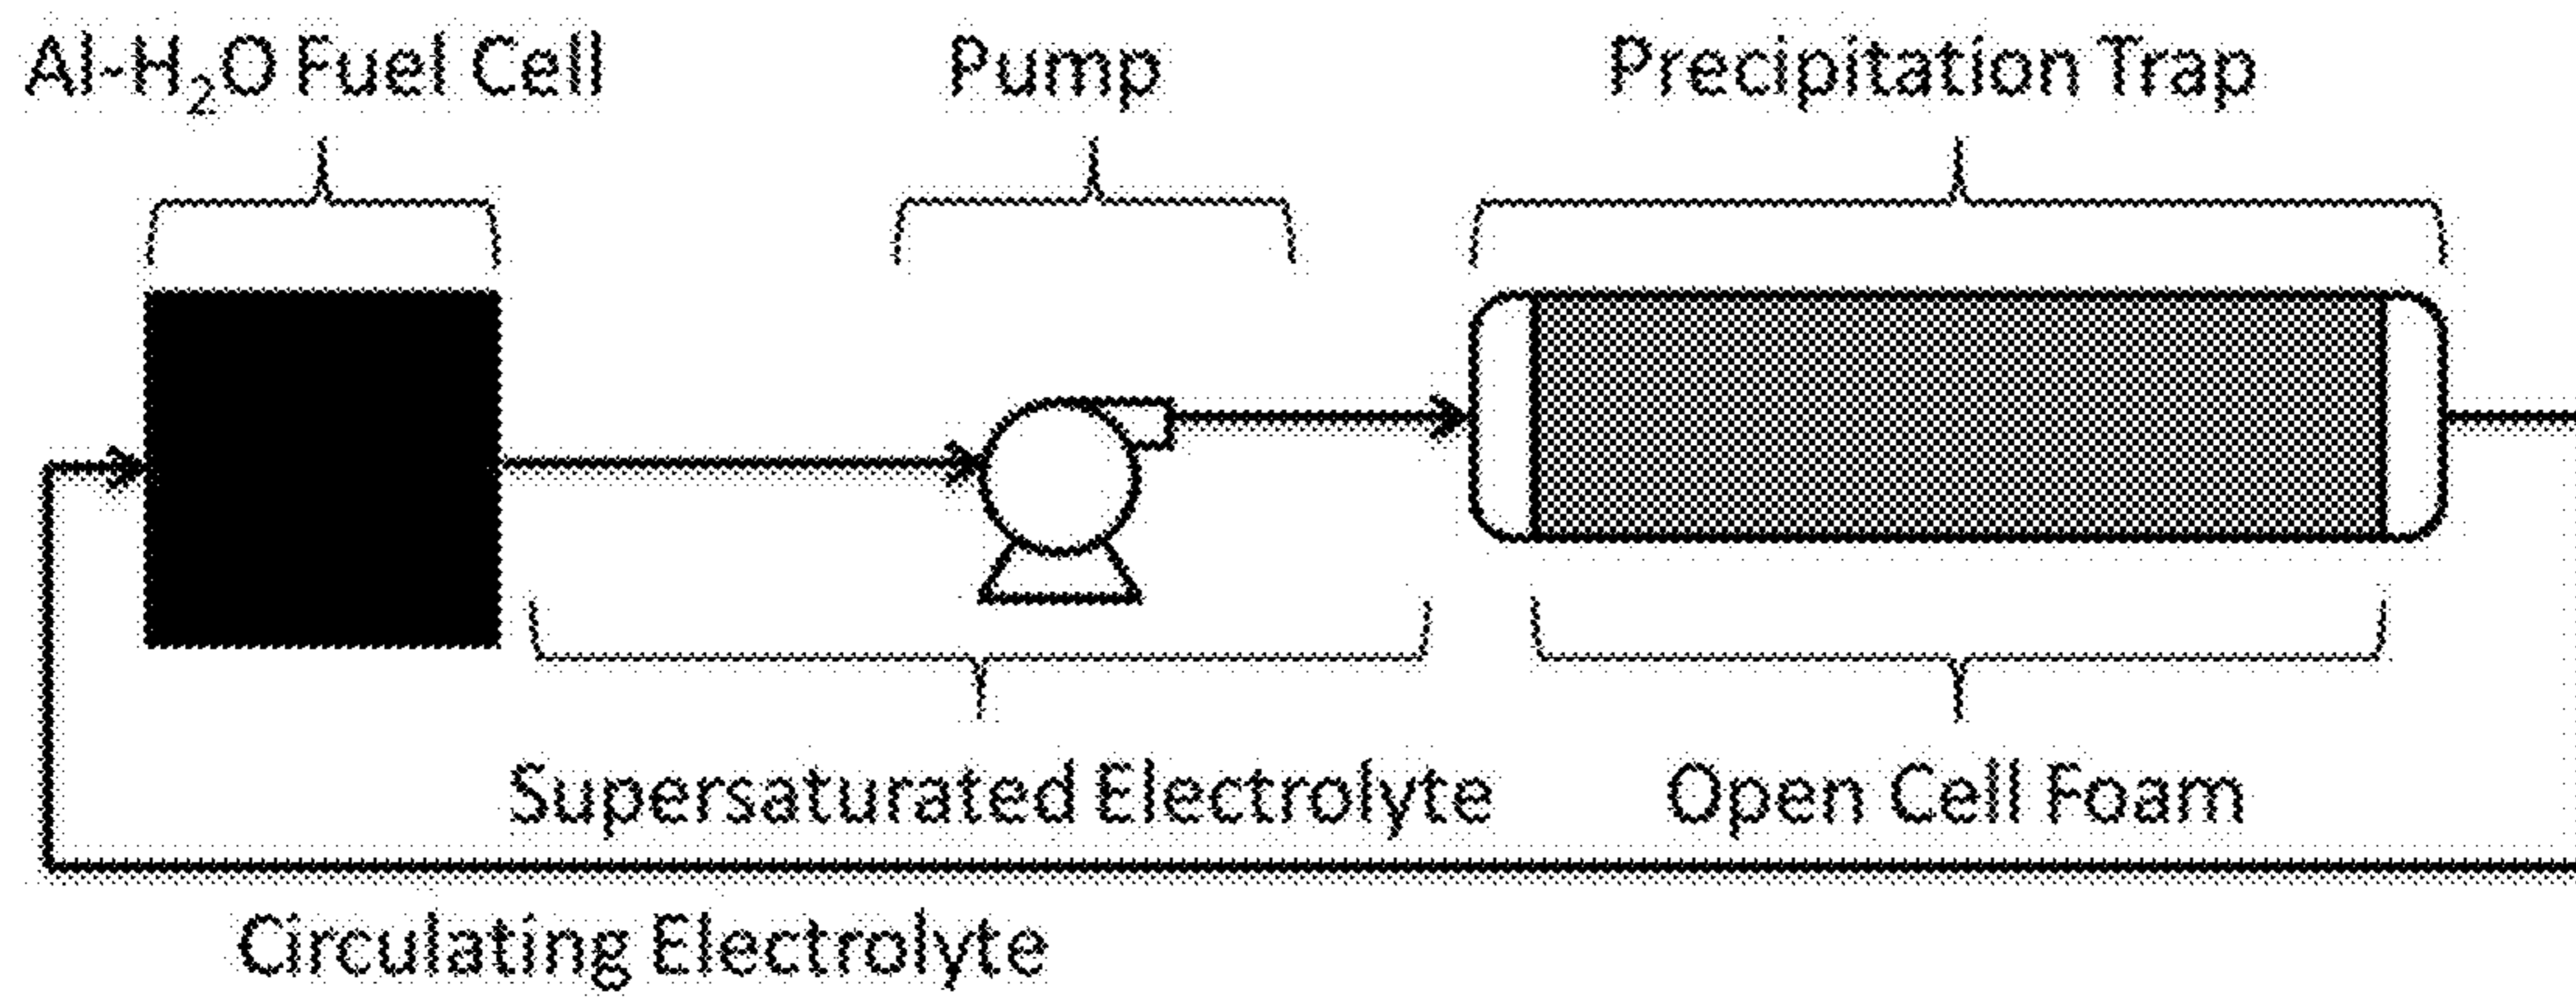 Al-H₂O Fuel Cell
Pump
Precipitation Trap
Supersaturated Electrolyte
Open Cell Foam
Circulating Electrolyte